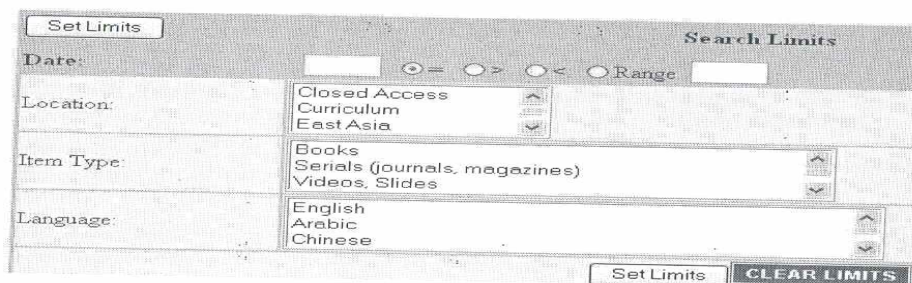 Set Limits
Search Limits
Date: = > < Range
Location: Closed Access
Curriculum
East Asia
Item Type: Books
Serials (journals, magazines)
Videos, Slides
Language: English
Arabic
Chinese
Set Limits CLEAR LIMITS